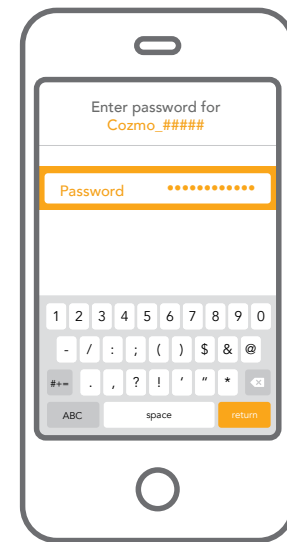 Enter password for
Cozmo_#####
Password ••••••••••••
1 2 3 4 5 6 7 8 9 0
- / : ; ( ) $ & @
#+= . , ? ! ′ ″ *
ABC space return